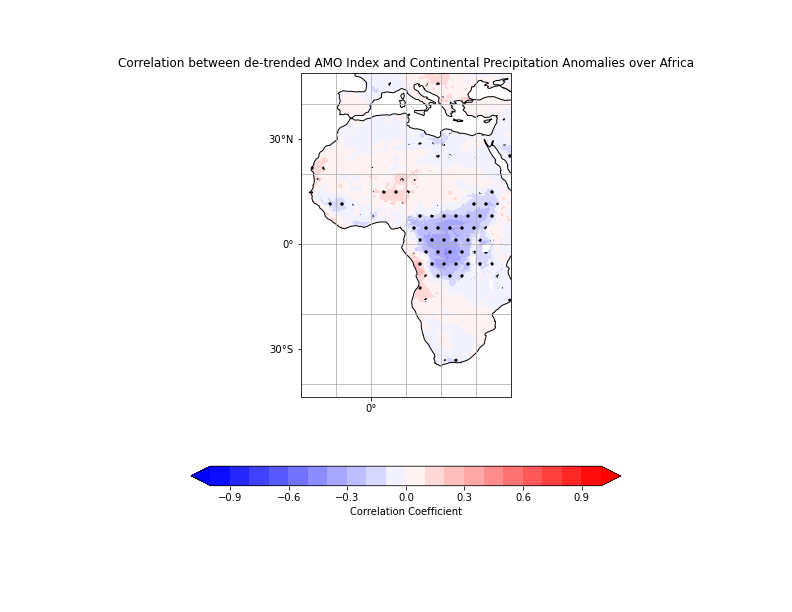 Correlation between de-trended AMO Index and Continental Precipitation Anomalies over Africa
30°N
0°
30°S
0°
−0.9 −0.6 −0.3 0.0 0.3 0.6 0.9
Correlation Coefficient